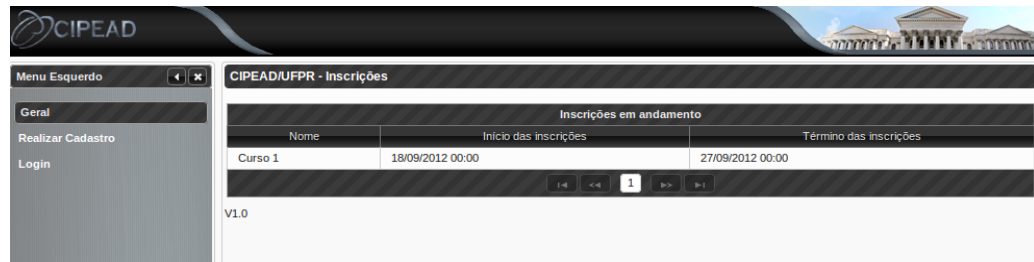 CIPEAD
Menu Esquerdo
Geral
Realizar Cadastro
Login
CIPEAD/UFPR - Inscrições
Inscrições em andamento
Nome Início das inscrições Término das inscrições
Curso 1 18/09/2012 00:00 27/09/2012 00:00
1
V1.0